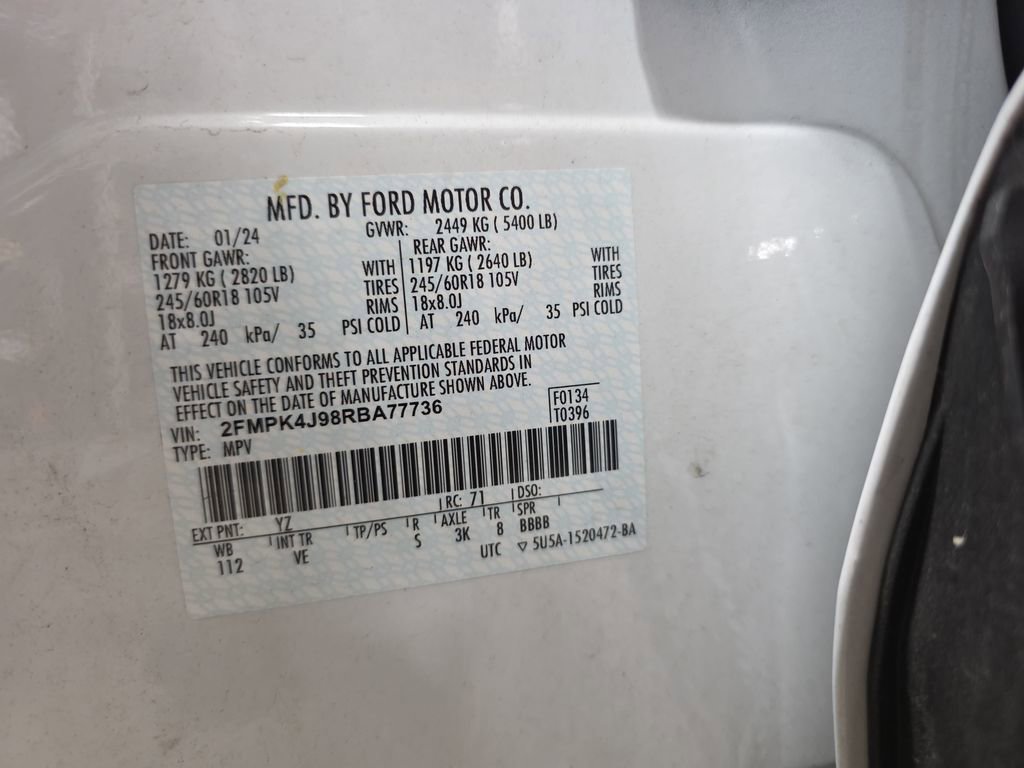 MFD. BY FORD MOTOR CO.
DATE: 01/24 GVWR: 2449 KG ( 5400 LB)
FRONT GAWR: REAR GAWR:
1279 KG ( 2820 LB) WITH 1197 KG ( 2640 LB) WITH
245/60R18 105V TIRES 245/60R18 105V TIRES
18x8.0J RIMS 18x8.0J RIMS
AT 240 kPa/ 35 PSI COLD AT 240 kPa/ 35 PSI COLD
THIS VEHICLE CONFORMS TO ALL APPLICABLE FEDERAL MOTOR
VEHICLE SAFETY AND THEFT PREVENTION STANDARDS IN
EFFECT ON THE DATE OF MANUFACTURE SHOWN ABOVE.
VIN: 2FMPK4J98RBA77736 F0134
TYPE: MPV T0396
EXT PNT: YZ RC: 71 DSO:
WB INT TR TP/PS R AXLE TR SPR
112 VE S 3K 8 BBBB
UTC ▽ 5U5A-1520472-BA